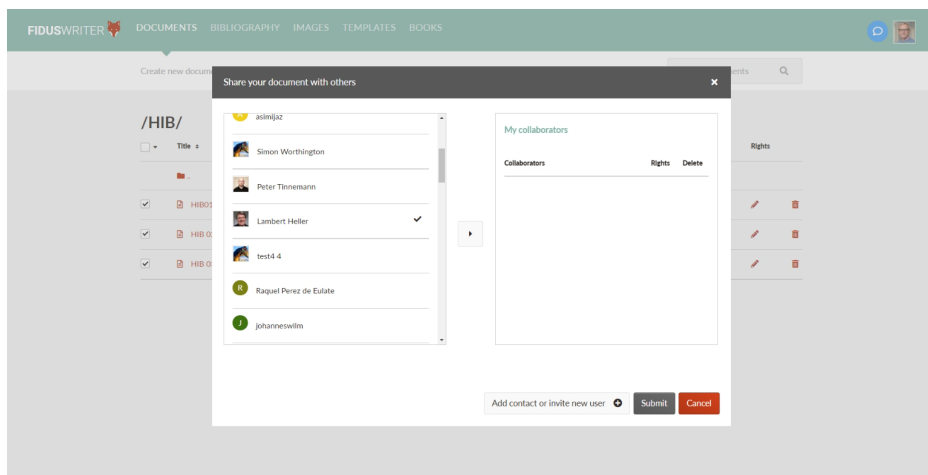 FIDUSWRITER DOCUMENTS BIBLIOGRAPHY IMAGES TEMPLATES BOOKS
Create new docum
ents
Share your document with others
/HIB/
Title
Rights
..
HIB01
HIB 0
HIB 0
A asimijaz
Simon Worthington
Peter Tinnemann
Lambert Heller
test4 4
R Raquel Perez de Eulate
J johanneswilm
My collaborators
Collaborators Rights Delete
Add contact or invite new user Submit Cancel